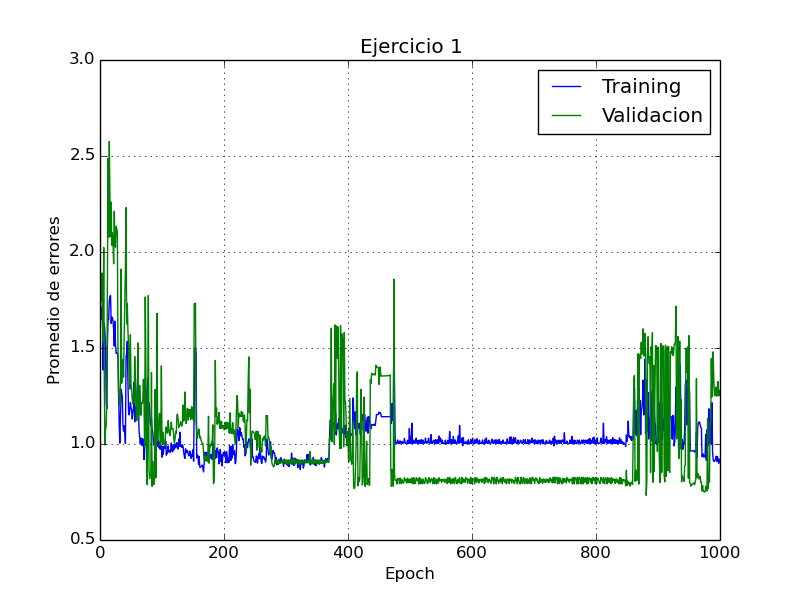 Ejercicio 1
Training
Validacion
Promedio de errores
3.0
2.5
2.0
1.5
1.0
0.5
0 200 400 600 800 1000
Epoch